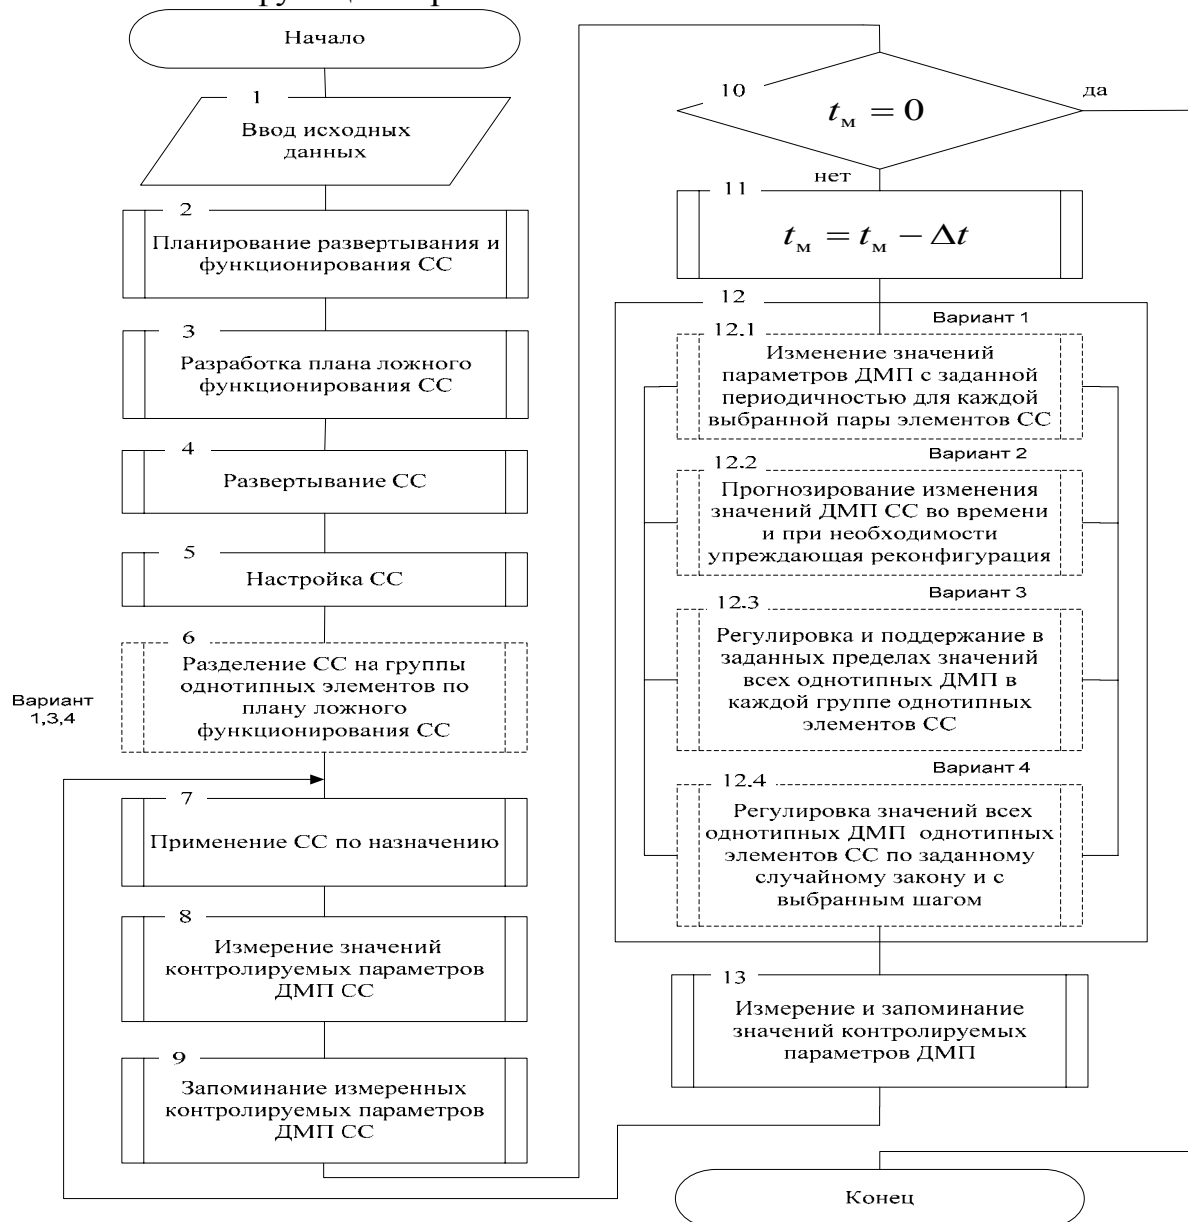 Начало
1
Ввод исходных
данных
2
Планирование развертывания и
функционирования СС
3
Разработка плана ложного
функционирования СС
4
Развертывание СС
5
Настройка СС
6
Разделение СС на группы
однотипных элементов по
плану ложного
функционирования СС
Вариант
1,3,4
7
Применение СС по назначению
8
Измерение значений
контролируемых параметров
ДМП СС
9
Запоминание измеренных
контролируемых параметров
ДМП СС
10
tм = 0
да
нет
11
tм = tм − Δt
12
Вариант 1
12.1
Изменение значений
параметров ДМП с заданной
периодичностью для каждой
выбранной пары элементов СС
Вариант 2
12.2
Прогнозирование изменения
значений ДМП СС во времени
и при необходимости
упреждающая реконфигурация
Вариант 3
12.3
Регулировка и поддержание в
заданных пределах значений
всех однотипных ДМП в
каждой группе однотипных
элементов СС
Вариант 4
12.4
Регулировка значений всех
однотипных ДМП однотипных
элементов СС по заданному
случайному закону и с
выбранным шагом
13
Измерение и запоминание
значений контролируемых
параметров ДМП
Конец